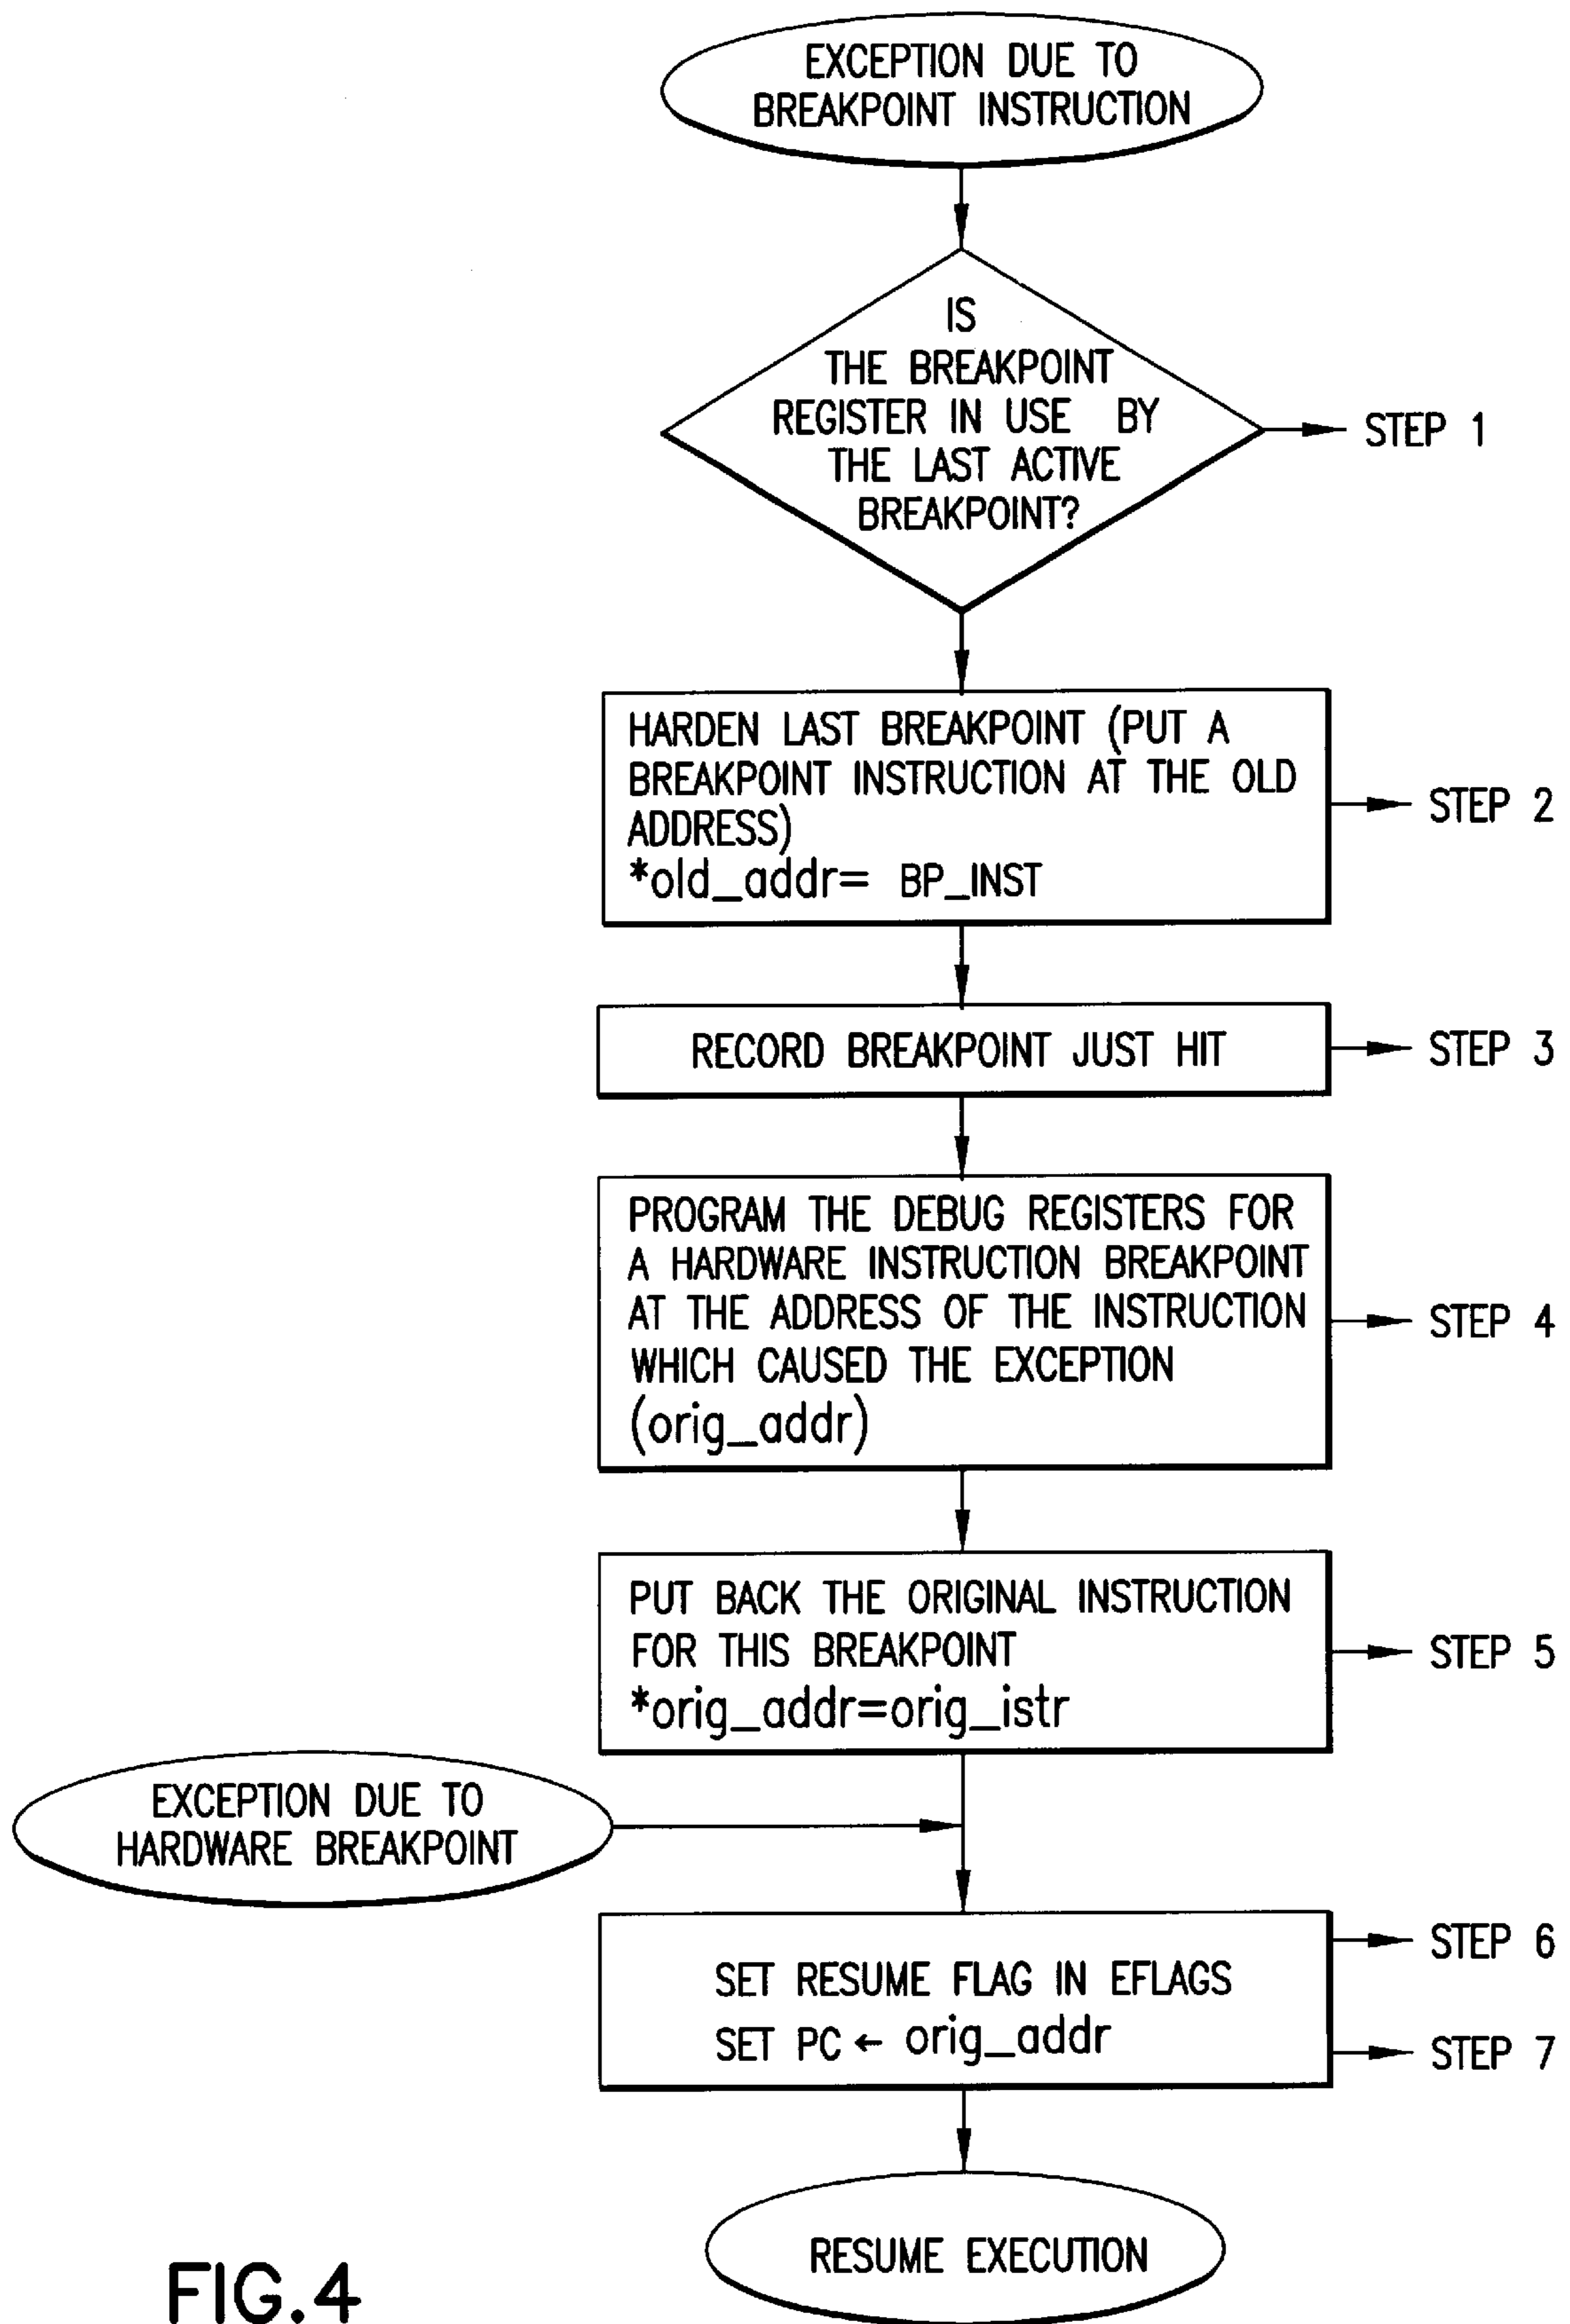 EXCEPTION DUE TO
BREAKPOINT INSTRUCTION
IS
THE BREAKPOINT
REGISTER IN USE BY
THE LAST ACTIVE
BREAKPOINT?
STEP 1
HARDEN LAST BREAKPOINT (PUT A
BREAKPOINT INSTRUCTION AT THE OLD
ADDRESS)
*old_addr= BP_INST
STEP 2
RECORD BREAKPOINT JUST HIT
STEP 3
PROGRAM THE DEBUG REGISTERS FOR
A HARDWARE INSTRUCTION BREAKPOINT
AT THE ADDRESS OF THE INSTRUCTION
WHICH CAUSED THE EXCEPTION
(orig_addr)
STEP 4
PUT BACK THE ORIGINAL INSTRUCTION
FOR THIS BREAKPOINT
*orig_addr=orig_istr
STEP 5
EXCEPTION DUE TO
HARDWARE BREAKPOINT
SET RESUME FLAG IN EFLAGS
SET PC ← orig_addr
STEP 6
STEP 7
RESUME EXECUTION
FIG.4